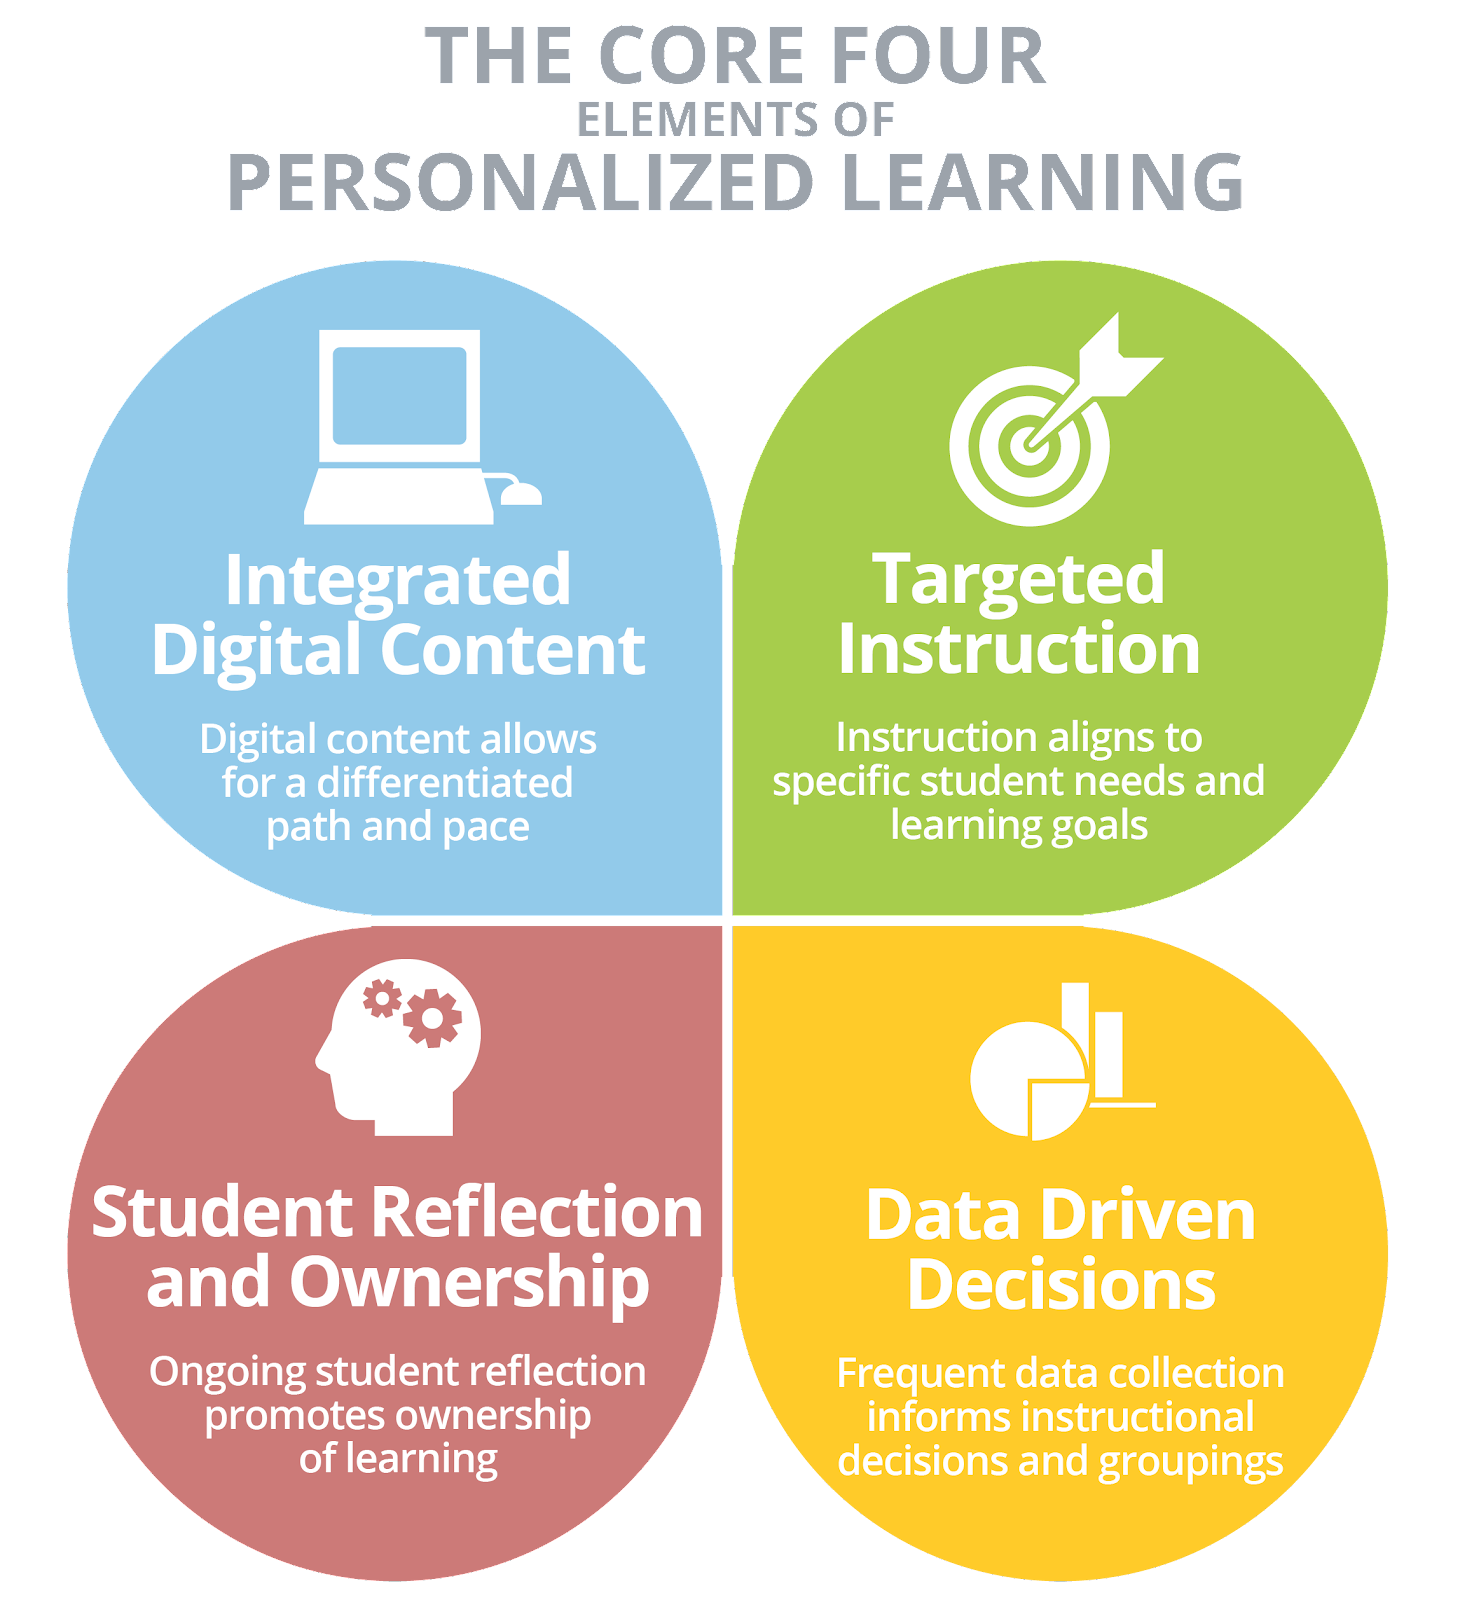 THE CORE FOUR
ELEMENTS OF
PERSONALIZED LEARNING
Integrated
Digital Content
Digital content allows
for a differentiated
path and pace
Targeted
Instruction
Instruction aligns to
specific student needs and
learning goals
Student Reflection
and Ownership
Ongoing student reflection
promotes ownership
of learning
Data Driven
Decisions
Frequent data collection
informs instructional
decisions and groupings